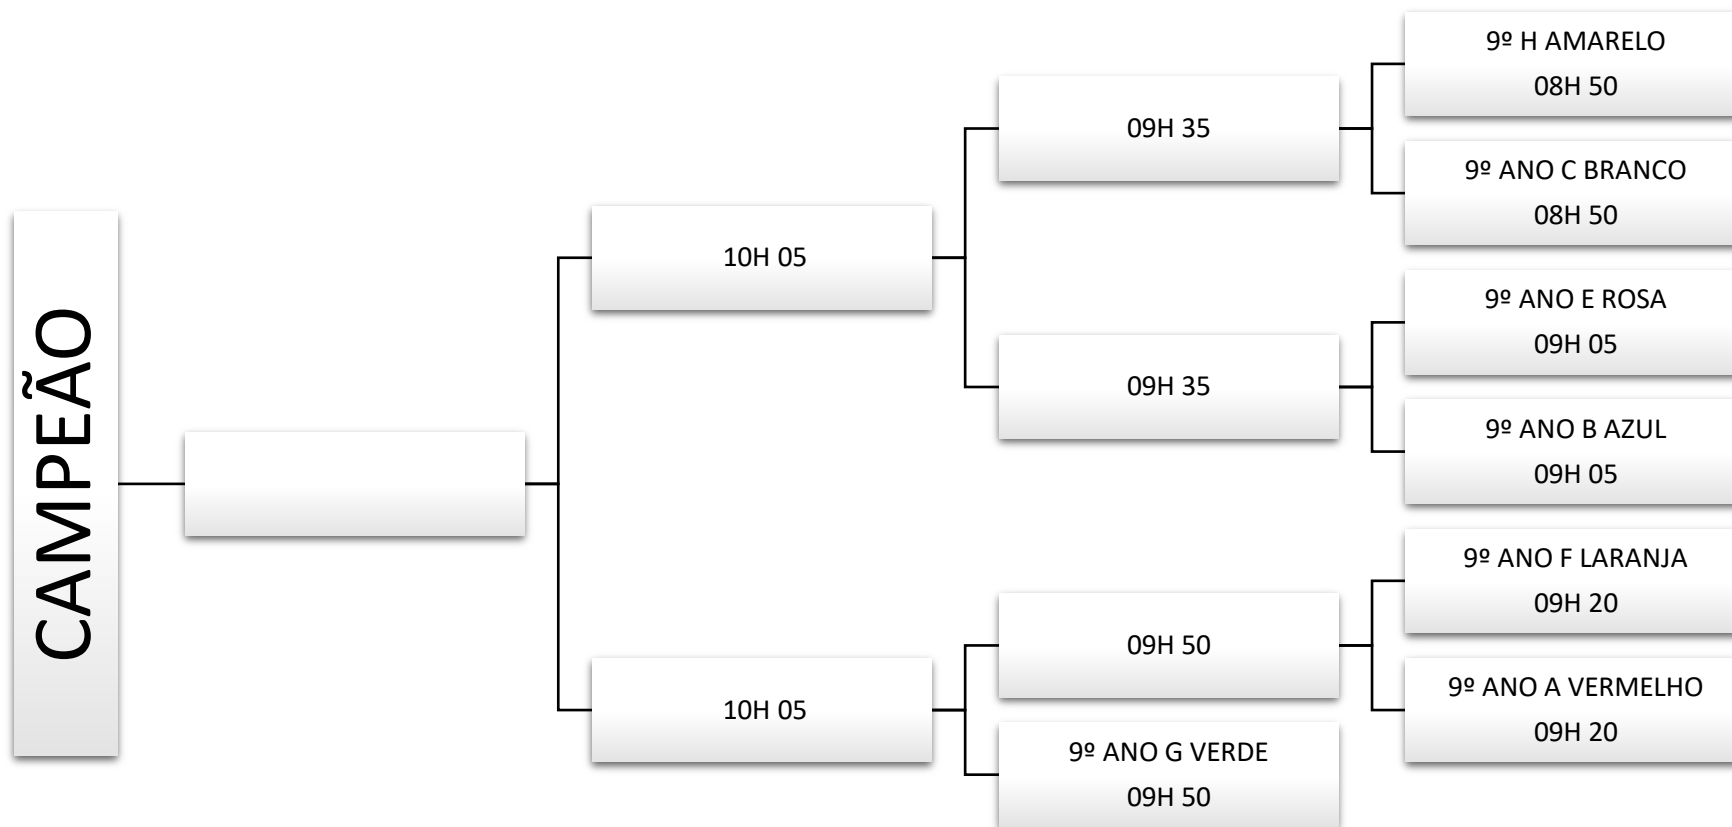 CAMPEÃO
10H 05
09H 35
9º H AMARELO
08H 50
9º ANO C BRANCO
08H 50
09H 35
9º ANO E ROSA
09H 05
9º ANO B AZUL
09H 05
10H 05
09H 50
9º ANO F LARANJA
09H 20
9º ANO A VERMELHO
09H 20
9º ANO G VERDE
09H 50